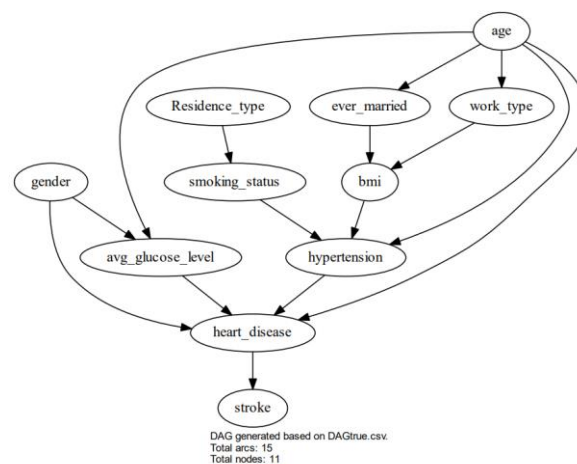 age
Residence_type ever_married work_type
gender smoking_status bmi
avg_glucose_level hypertension
heart_disease
stroke
DAG generated based on DAGtrue.csv.
Total arcs: 15
Total nodes: 11